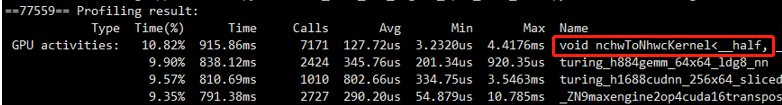 ==77559== Profiling result:
Type Time(%) Time Calls Avg Min Max Name
GPU activities: 10.82% 915.86ms 7171 127.72us 3.2320us 4.4176ms void nchwToNhwcKernel<__half,
9.90% 838.12ms 2424 345.76us 201.34us 920.35us turing_h884gemm_64x64_ldg8_nn
9.57% 810.69ms 1010 802.66us 334.75us 3.5463ms turing_h1688cudnn_256x64_sliced
9.35% 791.38ms 2727 290.20us 54.879us 10.785ms _ZN9maxengine2op4cuda16transpos